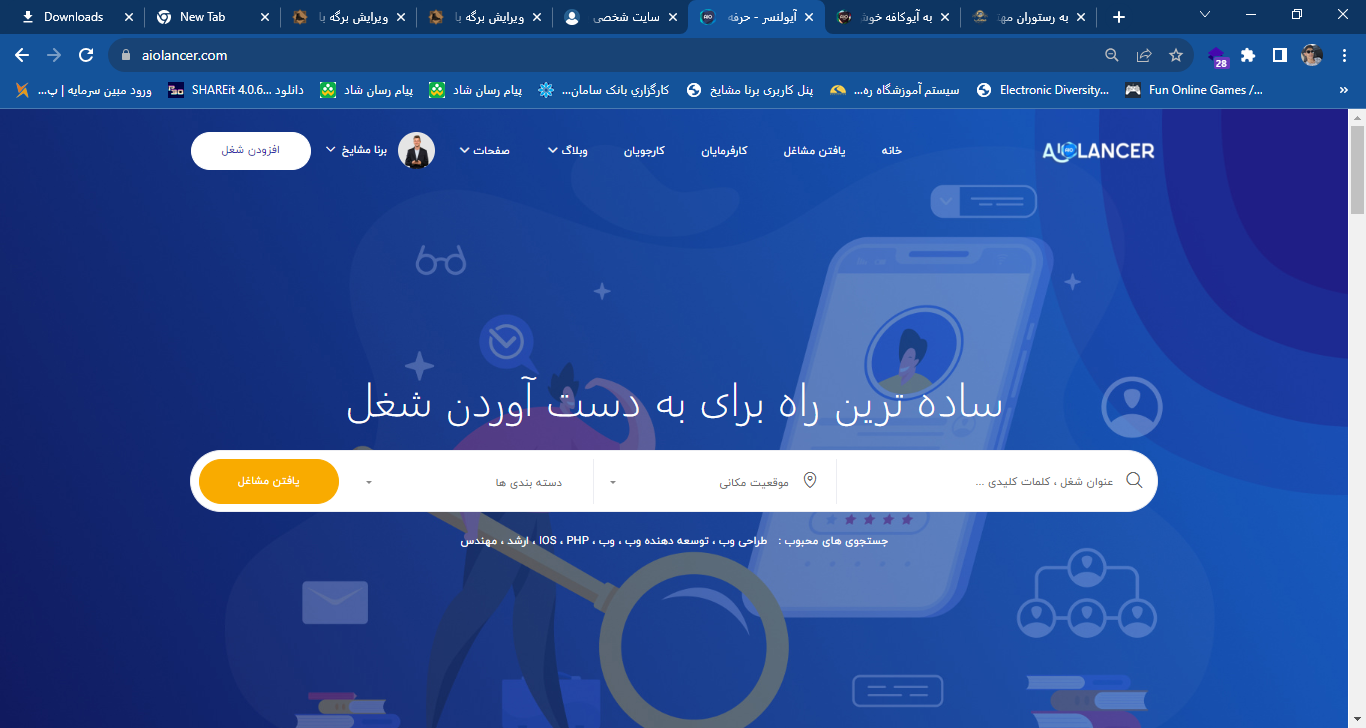 Downloads
New Tab
ویرایش برگه با
ویرایش برگه با
سایت شخصی
آیولنسر - حرفه
به آیوکافه خوش
به رستوران مهت
aiolancer.com
28
ورود مبین سرمایه | پ...
دانلود SHAREit 4.0.6...
پیام رسان شاد
پیام رسان شاد
کارگزاري بانک سامان...
پنل کاربری برنا مشایخ
سیستم آموزشگاه ره...
Electronic Diversity...
Fun Online Games /...
»
AIOLANCER
خانه
یافتن مشاغل
کارفرمایان
کارجویان
وبلاگ
صفحات
برنا مشایخ
افزودن شغل
ساده ترین راه برای به دست آوردن شغل
عنوان شغل ، کلمات کلیدی ...
موقعیت مکانی
دسته بندی ها
یافتن مشاغل
جستجوی های محبوب : طراحی وب ، توسعه دهنده وب ، وب ، IOS ، PHP ، ارشد ، مهندس